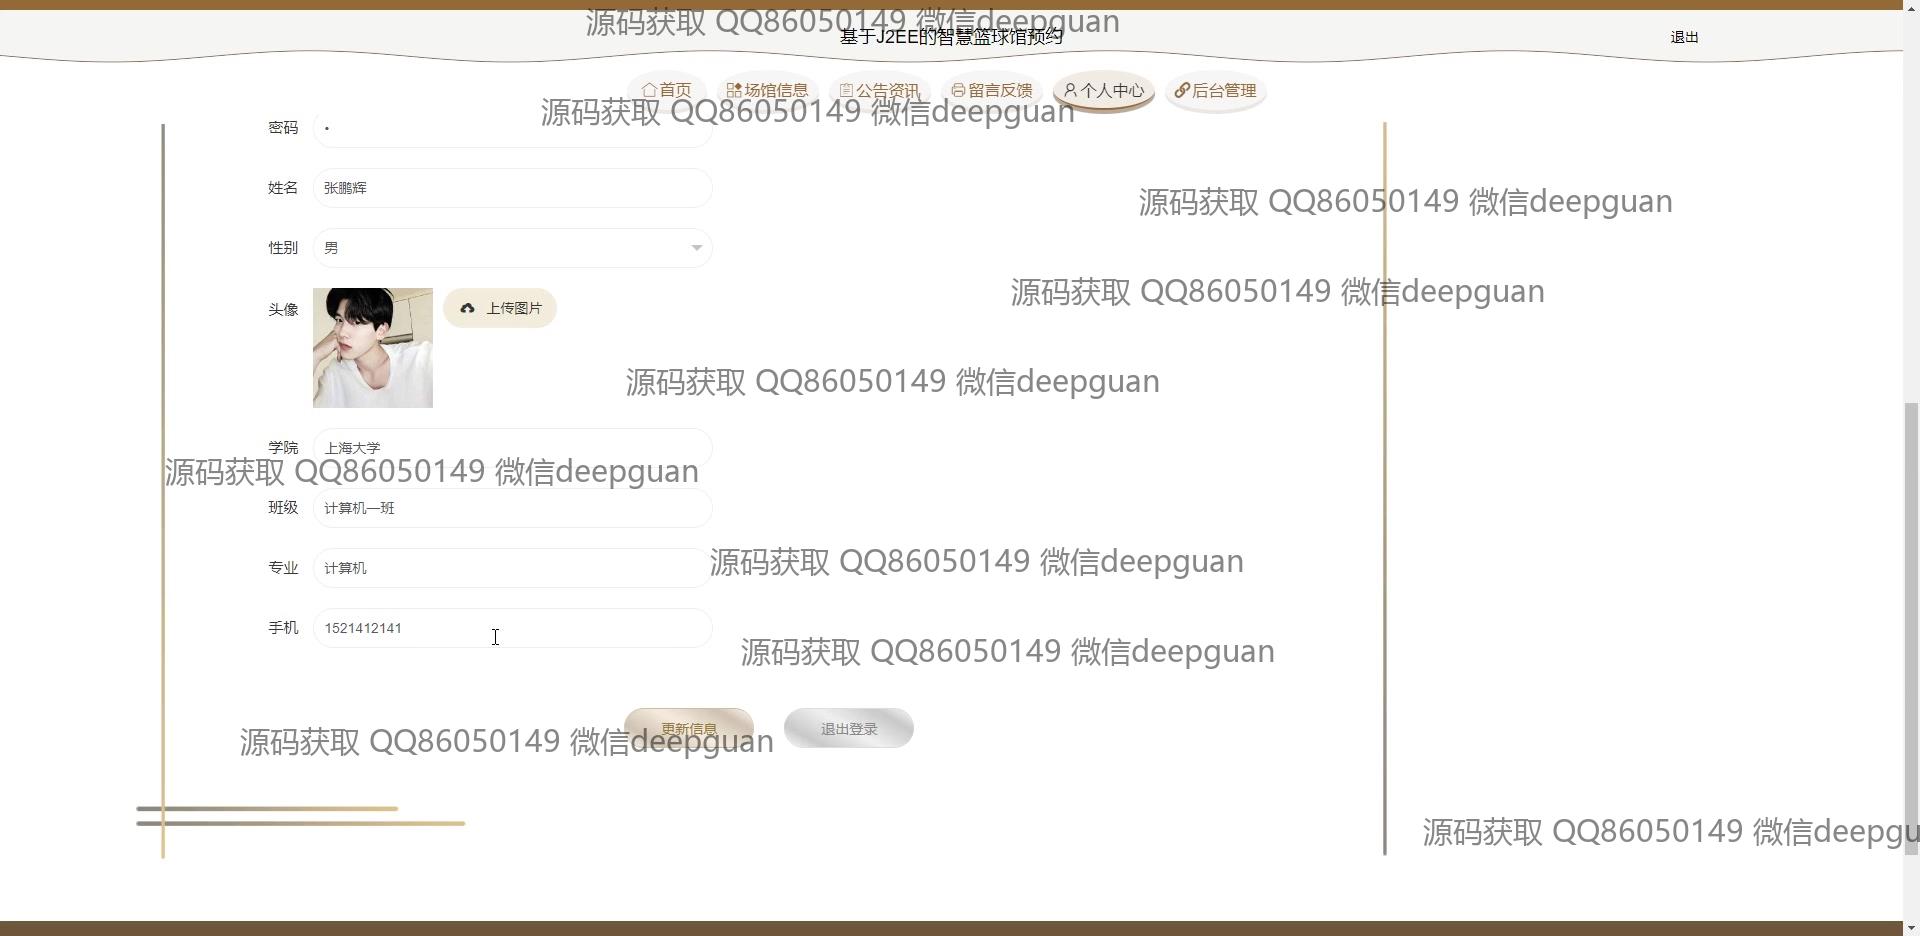 源码获取 QQ86050149 微信deepguan
基于J2EE的智慧篮球馆预约
退出
首页
场馆信息
公告资讯
留言反馈
个人中心
后台管理
源码获取 QQ86050149 微信deepguan
密码
姓名 张鹏辉
源码获取 QQ86050149 微信deepguan
性别 男
源码获取 QQ86050149 微信deepguan
头像
上传图片
源码获取 QQ86050149 微信deepguan
学院 上海大学
源码获取 QQ86050149 微信deepguan
班级 计算机一班
源码获取 QQ86050149 微信deepguan
专业 计算机
手机 1521412141
源码获取 QQ86050149 微信deepguan
更新信息
退出登录
源码获取 QQ86050149 微信deepguan
源码获取 QQ86050149 微信deepgu